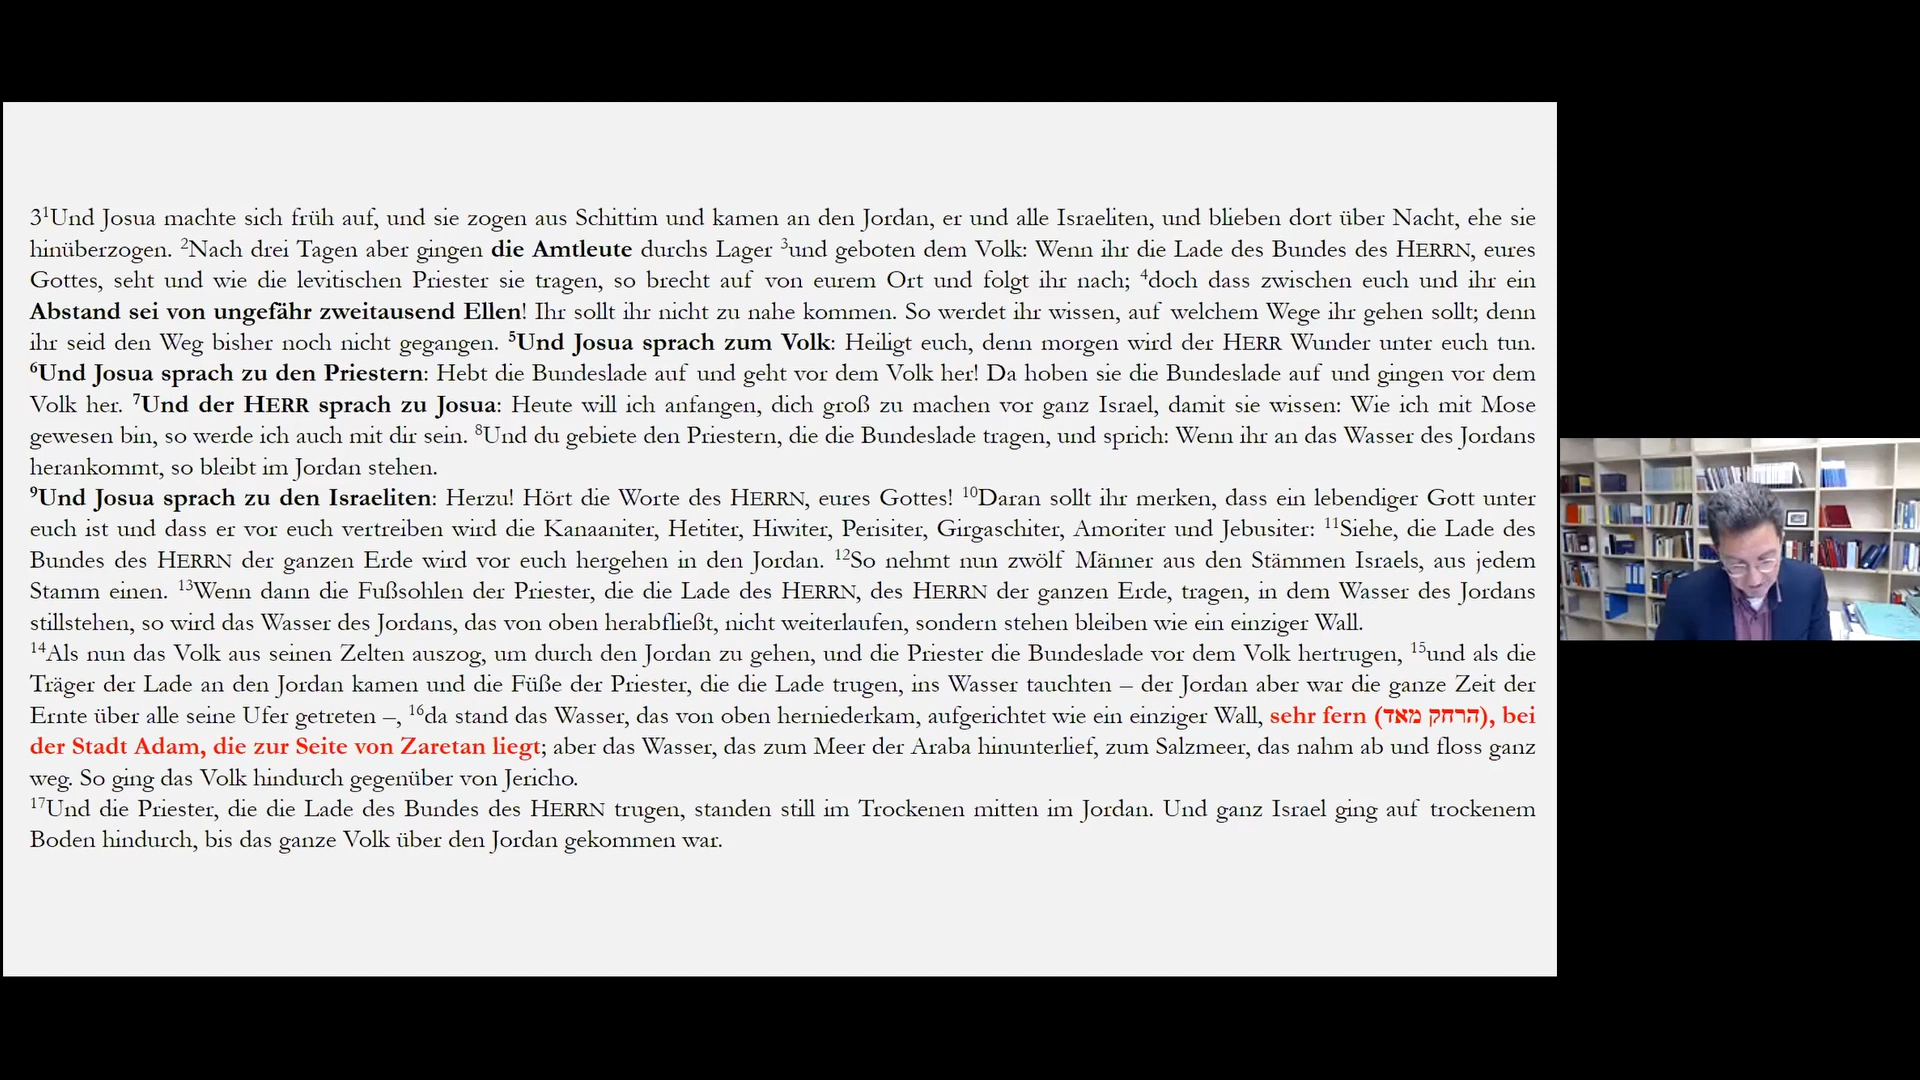 3¹Und Josua machte sich früh auf, und sie zogen aus Schittim und kamen an den Jordan, er und alle Israeliten, und blieben dort über Nacht, ehe sie
hinüberzogen. ²Nach drei Tagen aber gingen die Amtleute durchs Lager ³und geboten dem Volk: Wenn ihr die Lade des Bundes des HERRN, eures
Gottes, seht und wie die levitischen Priester sie tragen, so brecht auf von eurem Ort und folgt ihr nach; ⁴doch dass zwischen euch und ihr ein
Abstand sei von ungefähr zweitausend Ellen! Ihr sollt ihr nicht zu nahe kommen. So werdet ihr wissen, auf welchem Wege ihr gehen sollt; denn
ihr seid den Weg bisher noch nicht gegangen. ⁵Und Josua sprach zum Volk: Heiligt euch, denn morgen wird der HERR Wunder unter euch tun.
⁶Und Josua sprach zu den Priestern: Hebt die Bundeslade auf und geht vor dem Volk her! Da hoben sie die Bundeslade auf und gingen vor dem
Volk her. ⁷Und der HERR sprach zu Josua: Heute will ich anfangen, dich groß zu machen vor ganz Israel, damit sie wissen: Wie ich mit Mose
gewesen bin, so werde ich auch mit dir sein. ⁸Und du gebiete den Priestern, die die Bundeslade tragen, und sprich: Wenn ihr an das Wasser des Jordans
herankommt, so bleibt im Jordan stehen.
⁹Und Josua sprach zu den Israeliten: Herzu! Hört die Worte des HERRN, eures Gottes! ¹⁰Daran sollt ihr merken, dass ein lebendiger Gott unter
euch ist und dass er vor euch vertreiben wird die Kanaaniter, Hetiter, Hiwiter, Perisiter, Girgaschiter, Amoriter und Jebusiter: ¹¹Siehe, die Lade des
Bundes des HERRN der ganzen Erde wird vor euch hergehen in den Jordan. ¹²So nehmt nun zwölf Männer aus den Stämmen Israels, aus jedem
Stamm einen. ¹³Wenn dann die Fußsohlen der Priester, die die Lade des HERRN, des HERRN der ganzen Erde, tragen, in dem Wasser des Jordans
stillstehen, so wird das Wasser des Jordans, das von oben herabfließt, nicht weiterlaufen, sondern stehen bleiben wie ein einziger Wall.
¹⁴Als nun das Volk aus seinen Zelten auszog, um durch den Jordan zu gehen, und die Priester die Bundeslade vor dem Volk hertrugen, ¹⁵und als die
Träger der Lade an den Jordan kamen und die Füße der Priester, die die Lade trugen, ins Wasser tauchten – der Jordan aber war die ganze Zeit der
Ernte über alle seine Ufer getreten –, ¹⁶da stand das Wasser, das von oben herniederkam, aufgerichtet wie ein einziger Wall, sehr fern (הרחק מאד), bei
der Stadt Adam, die zur Seite von Zaretan liegt; aber das Wasser, das zum Meer der Araba hinunterlief, zum Salzmeer, das nahm ab und floss ganz
weg. So ging das Volk hindurch gegenüber von Jericho.
¹⁷Und die Priester, die die Lade des Bundes des HERRN trugen, standen still im Trockenen mitten im Jordan. Und ganz Israel ging auf trockenem
Boden hindurch, bis das ganze Volk über den Jordan gekommen war.